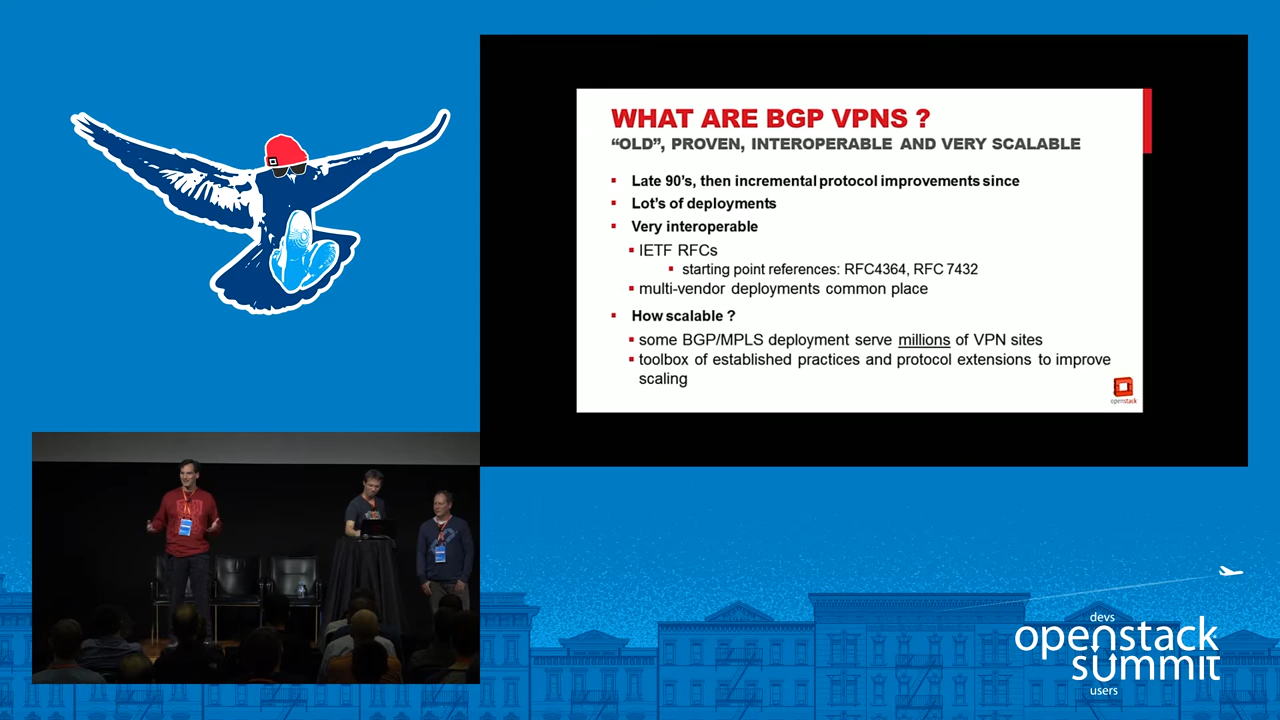 WHAT ARE BGP VPNS ?
“OLD”, PROVEN, INTEROPERABLE AND VERY SCALABLE
▪ Late 90’s, then incremental protocol improvements since
▪ Lot’s of deployments
▪ Very interoperable
▪ IETF RFCs
▪ starting point references: RFC4364, RFC 7432
▪ multi-vendor deployments common place
▪ How scalable ?
▪ some BGP/MPLS deployment serve millions of VPN sites
▪ toolbox of established practices and protocol extensions to improve
scaling
openstack
devs
openstack
summit
users